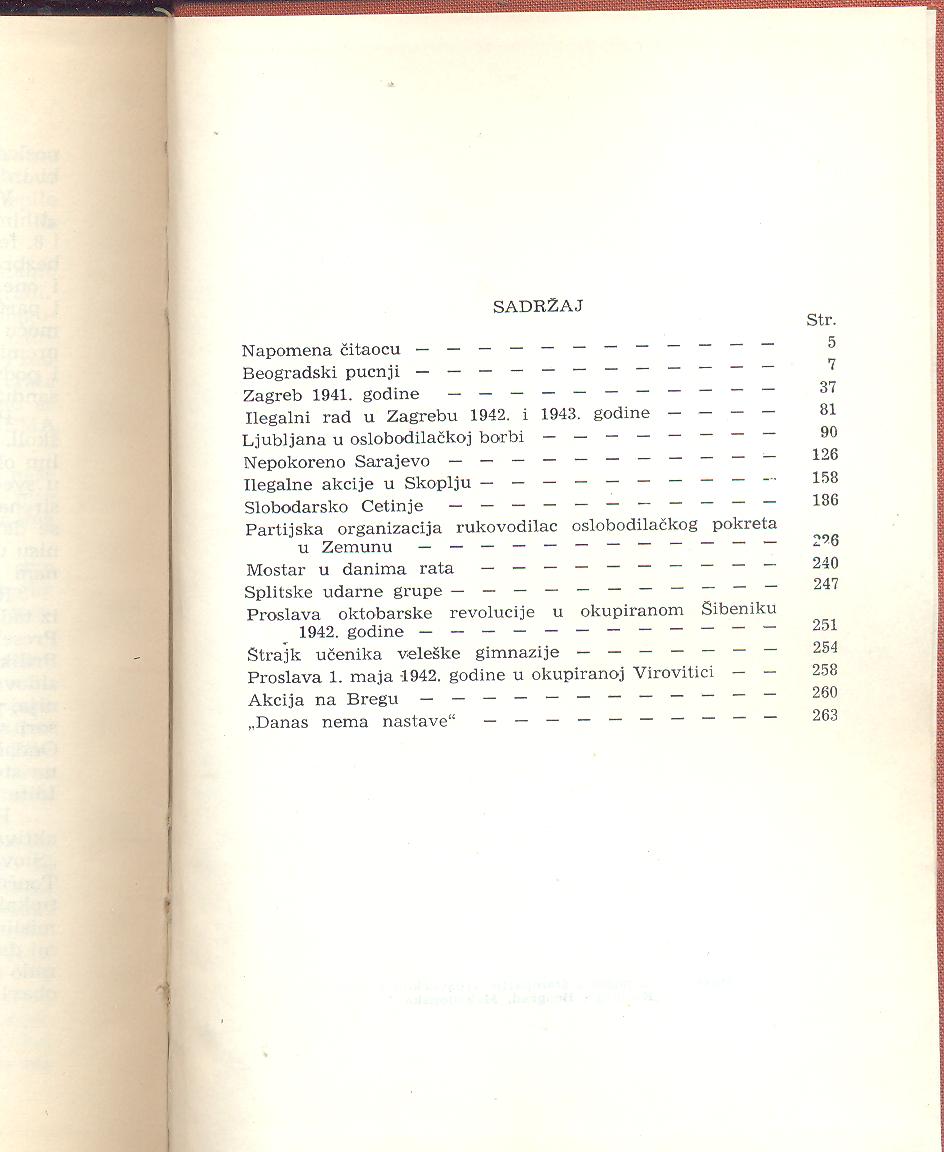 SADRŽAJ
Str.
Napomena čitaocu — — — — — — — — — — — — 5
Beogradski pucnji — — — — — — — — — — — — 7
Zagreb 1941. godine — — — — — — — — — — — 37
Ilegalni rad u Zagrebu 1942. i 1943. godine — — — — 81
Ljubljana u oslobodilačkoj borbi — — — — — — — — 90
Nepokoreno Sarajevo — — — — — — — — — — — 126
Ilegalne akcije u Skoplju — — — — — — — — — — 158
Slobodarsko Cetinje — — — — — — — — — — — 186
Partijska organizacija rukovodilac oslobodilačkog pokreta
u Zemunu — — — — — — — — — — — — 226
Mostar u danima rata — — — — — — — — — — 240
Splitske udarne grupe — — — — — — — — — — — 247
Proslava oktobarske revolucije u okupiranom Šibeniku
1942. godine — — — — — — — — — — — — 251
Štrajk učenika veleške gimnazije — — — — — — — 254
Proslava 1. maja 1942. godine u okupiranoj Virovitici — — 258
Akcija na Bregu — — — — — — — — — — — — 260
„Danas nema nastave“ — — — — — — — — — — 263